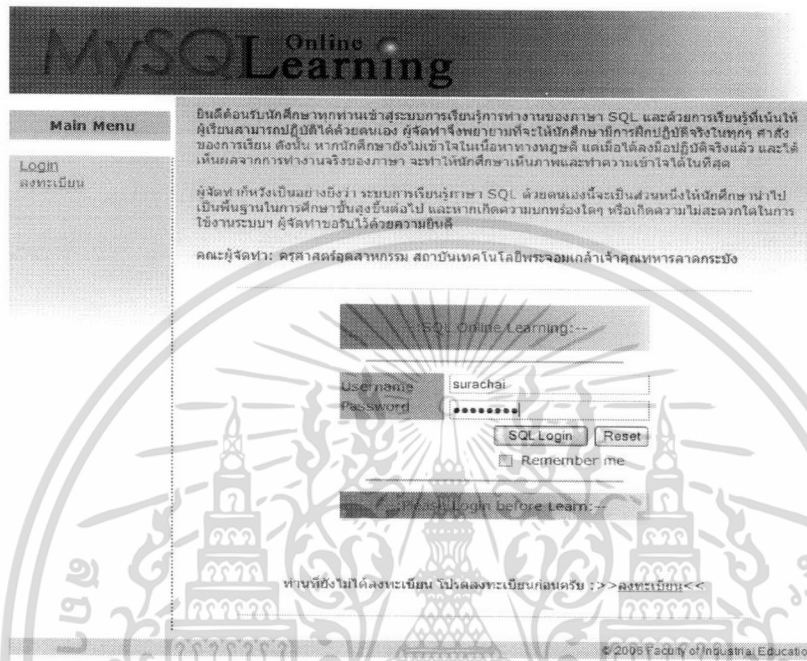 MySQL Online Learning
Main Menu
Login
ลงทะเบียน
ยินดีต้อนรับนักศึกษาทุกท่านเข้าสู่ระบบการเรียนรู้การทำงานของภาษา SQL และด้วยการเรียนรู้ที่เน้นให้
ผู้เรียนสามารถปฏิบัติได้ด้วยตนเอง ผู้จัดทำจึงพยายามที่จะให้นักศึกษามีการฝึกปฏิบัติจริงในทุกๆ คำสั่ง
ของการเรียน ดังนั้น หากนักศึกษายังไม่เข้าใจในเนื้อหาทางทฤษฎี แต่เมื่อได้ลงมือปฏิบัติจริงแล้ว และได้
เห็นผลจากการทำงานจริงของภาษา จะทำให้นักศึกษาเห็นภาพและทำความเข้าใจได้ในที่สุด
ผู้จัดทำก็หวังเป็นอย่างยิ่งว่า ระบบการเรียนรู้ภาษา SQL ด้วยตนเองนี้จะเป็นส่วนหนึ่งให้นักศึกษานำไป
เป็นพื้นฐานในการศึกษาขั้นสูงขึ้นต่อไป และหากเกิดความบกพร่องใดๆ หรือเกิดความไม่สะดวกใดในการ
ใช้งานระบบฯ ผู้จัดทำขอรับไว้ด้วยความยินดี
คณะผู้จัดทำ: ครุศาสตร์อุตสาหกรรม สถาบันเทคโนโลยีพระจอมเกล้าเจ้าคุณทหารลาดกระบัง
--:SQL Online Learning:--
Username surachai
Password ••••••••
SQL Login Reset
Remember me
Login before Learn:--
ท่านที่ยังไม่ได้ลงทะเบียน โปรดลงทะเบียนก่อนครับ :>>ลงทะเบียน<<
© 2006 Faculty of Industrial Educatio